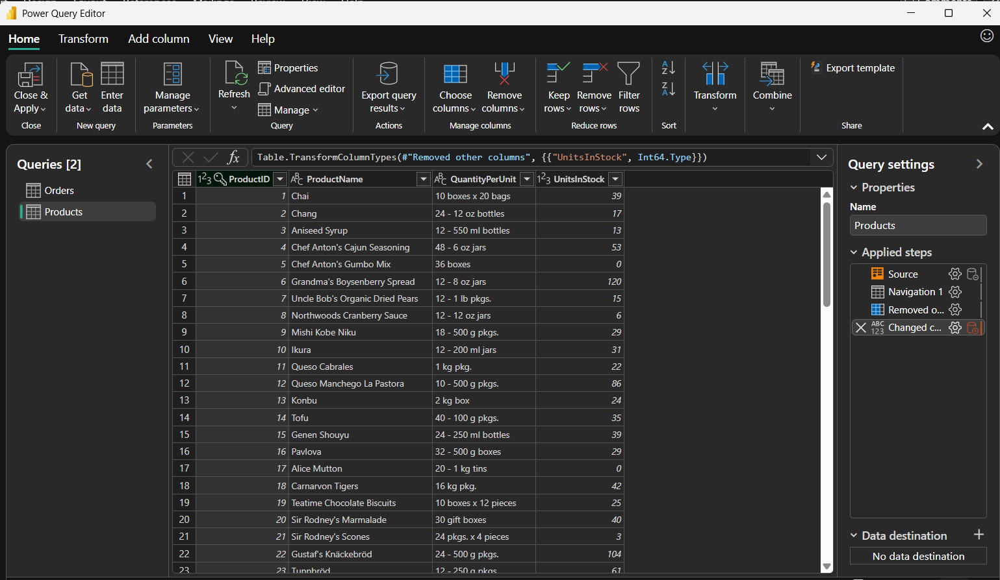 Power Query Editor
Home Transform Add column View Help
Close & Apply
Close
Get data
Enter data
New query
Manage parameters
Parameters
Refresh
Properties
Advanced editor
Manage
Query
Export query results
Actions
Choose columns
Remove columns
Manage columns
Keep rows
Remove rows
Filter rows
Reduce rows
A Z
Z A
Sort
Transform
Combine
Export template
Share
Queries [2]
Orders
Products
fx Table.TransformColumnTypes(#"Removed other columns", {{"UnitsInStock", Int64.Type}})
123 ProductID ABC ProductName ABC QuantityPerUnit 123 UnitsInStock
1 1 Chai 10 boxes x 20 bags 39
2 2 Chang 24 - 12 oz bottles 17
3 3 Aniseed Syrup 12 - 550 ml bottles 13
4 4 Chef Anton's Cajun Seasoning 48 - 6 oz jars 53
5 5 Chef Anton's Gumbo Mix 36 boxes 0
6 6 Grandma's Boysenberry Spread 12 - 8 oz jars 120
7 7 Uncle Bob's Organic Dried Pears 12 - 1 lb pkgs. 15
8 8 Northwoods Cranberry Sauce 12 - 12 oz jars 6
9 9 Mishi Kobe Niku 18 - 500 g pkgs. 29
10 10 Ikura 12 - 200 ml jars 31
11 11 Queso Cabrales 1 kg pkg. 22
12 12 Queso Manchego La Pastora 10 - 500 g pkgs. 86
13 13 Konbu 2 kg box 24
14 14 Tofu 40 - 100 g pkgs. 35
15 15 Genen Shouyu 24 - 250 ml bottles 39
16 16 Pavlova 32 - 500 g boxes 29
17 17 Alice Mutton 20 - 1 kg tins 0
18 18 Carnarvon Tigers 16 kg pkg. 42
19 19 Teatime Chocolate Biscuits 10 boxes x 12 pieces 25
20 20 Sir Rodney's Marmalade 30 gift boxes 40
21 21 Sir Rodney's Scones 24 pkgs. x 4 pieces 3
22 22 Gustaf's Knäckebröd 24 - 500 g pkgs. 104
23 23 Tunnbröd 12 - 250 g pkgs. 61
Query settings
Properties
Name
Products
Applied steps
Source
Navigation 1
Removed o...
ABC 123 Changed c...
Data destination
No data destination